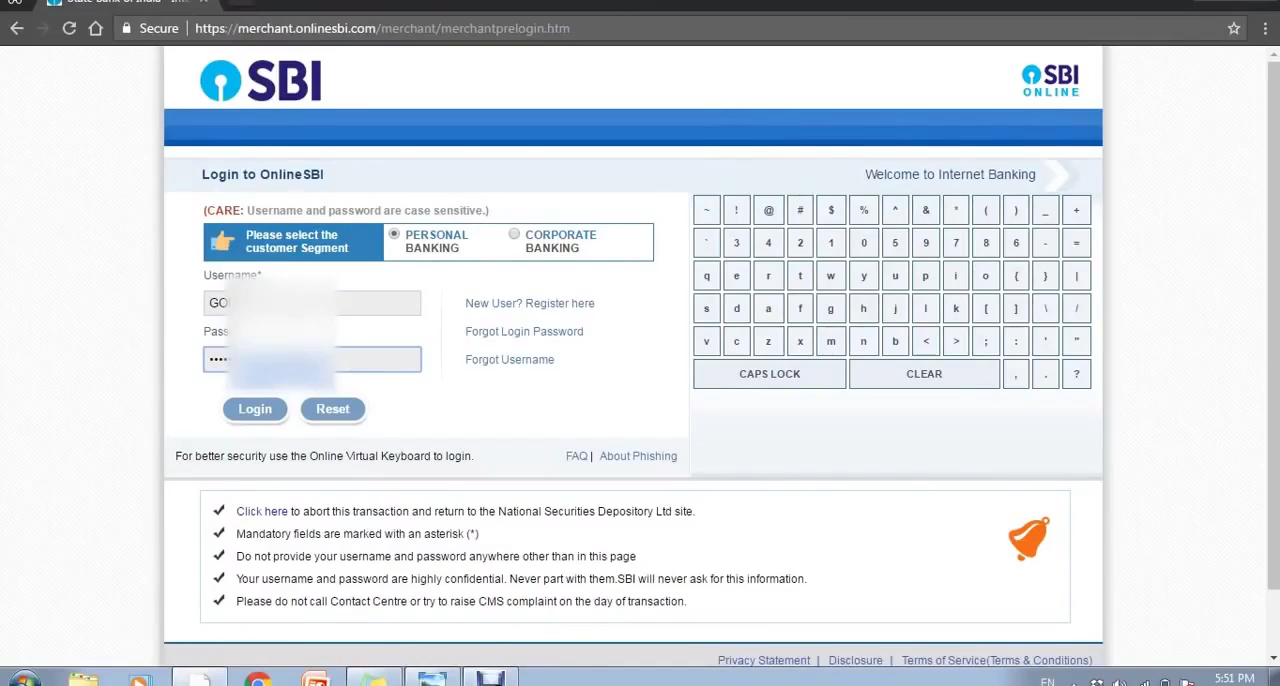 Secure https://merchant.onlinesbi.com/merchant/merchantprelogin.htm
SBI
SBI
ONLINE
Login to OnlineSBI
Welcome to Internet Banking
(CARE: Username and password are case sensitive.)
Please select the
customer Segment
PERSONAL
BANKING
CORPORATE
BANKING
Username*
GO
New User? Register here
Forgot Login Password
Forgot Username
Login Reset
For better security use the Online Virtual Keyboard to login.
FAQ | About Phishing
~ ! @ # $ % ^ & * ( ) _ +
` 3 4 2 1 0 5 9 7 8 6 - =
q e r t w y u p i o { } |
s d a f g h j l k [ ] \ /
v c z x m n b < > ; : ' "
CAPS LOCK CLEAR , . ?
Click here to abort this transaction and return to the National Securities Depository Ltd site.
Mandatory fields are marked with an asterisk (*)
Do not provide your username and password anywhere other than in this page
Your username and password are highly confidential. Never part with them.SBI will never ask for this information.
Please do not call Contact Centre or try to raise CMS complaint on the day of transaction.
Privacy Statement | Disclosure | Terms of Service(Terms & Conditions)
EN
5:51 PM